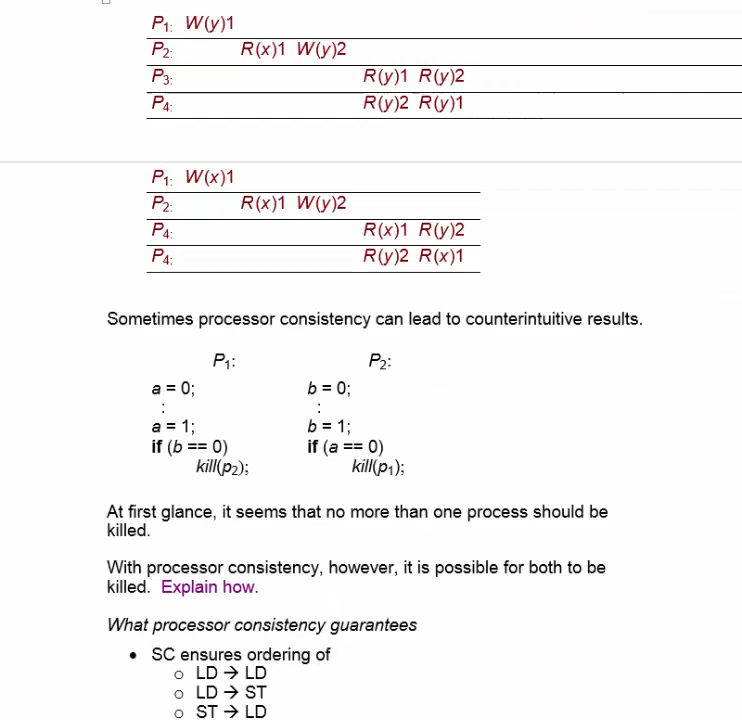 P1: W(y)1
P2: R(x)1 W(y)2
P3: R(y)1 R(y)2
P4: R(y)2 R(y)1
P1: W(x)1
P2: R(x)1 W(y)2
P4: R(x)1 R(y)2
P4: R(y)2 R(x)1
Sometimes processor consistency can lead to counterintuitive results.
P1: P2:
a = 0; b = 0;
: :
a = 1; b = 1;
if (b == 0) if (a == 0)
kill(p2); kill(p1);
At first glance, it seems that no more than one process should be
killed.
With processor consistency, however, it is possible for both to be
killed. Explain how.
What processor consistency guarantees
• SC ensures ordering of
o LD → LD
o LD → ST
o ST → LD